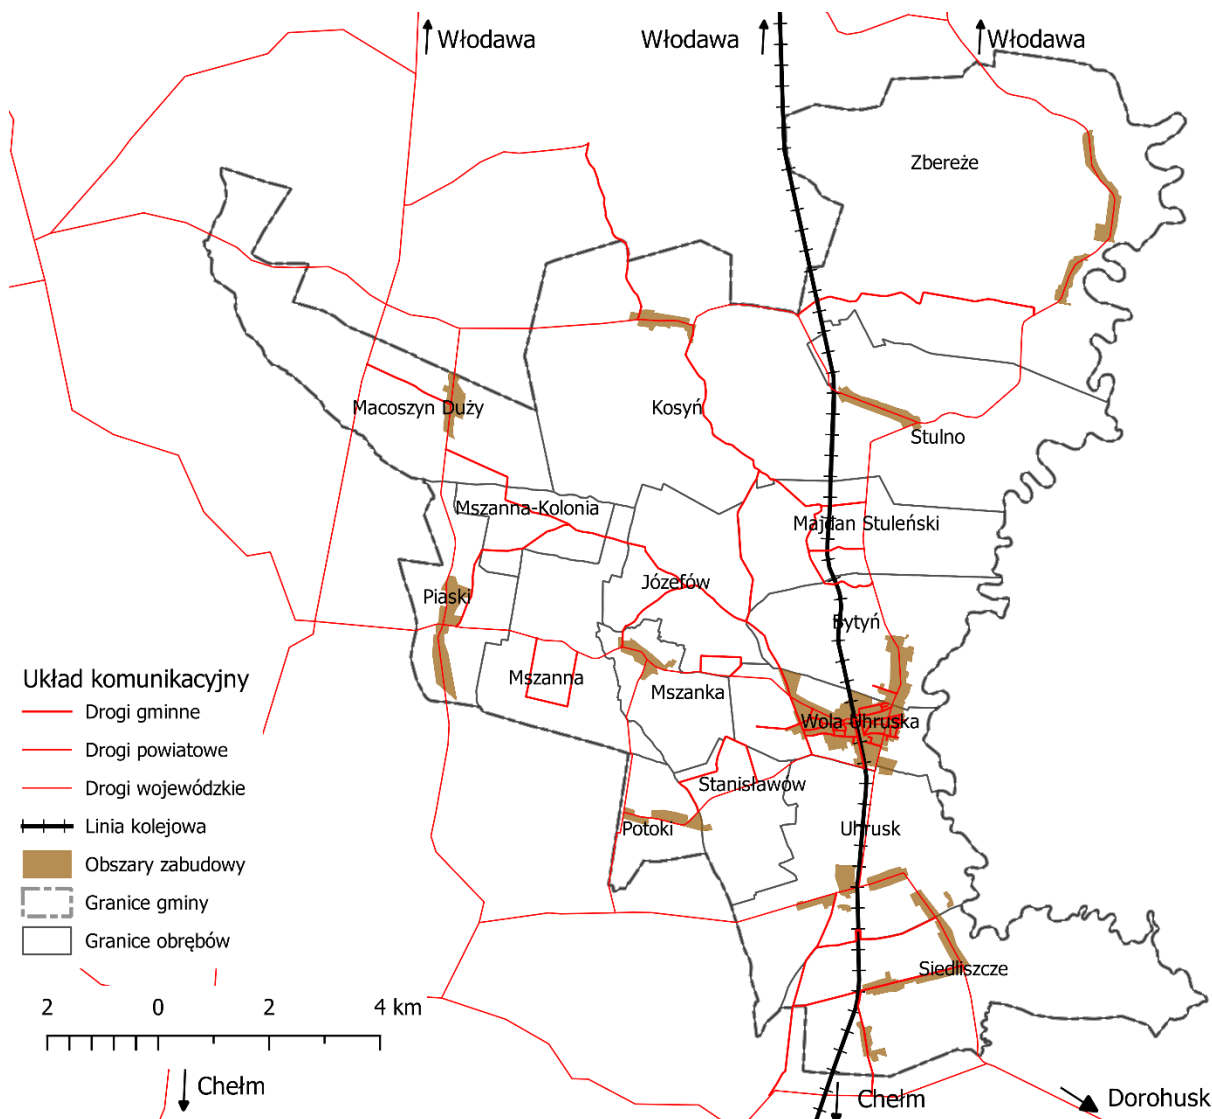 Włodawa
Włodawa
Włodawa
Zbereże
Macoszyn Duży
Kosyń
Stulno
Mszanna-Kolonia
Majdan Stuleński
Józefów
Piaski
Bytyń
Mszanna
Mszanka
Wola Uhruska
Stanisławów
Potoki
Uhrusk
Siedliszcze
Układ komunikacyjny
Drogi gminne
Drogi powiatowe
Drogi wojewódzkie
Linia kolejowa
Obszary zabudowy
Granice gminy
Granice obrębów
2 0 2 4 km
Chełm
Chełm
Dorohusk